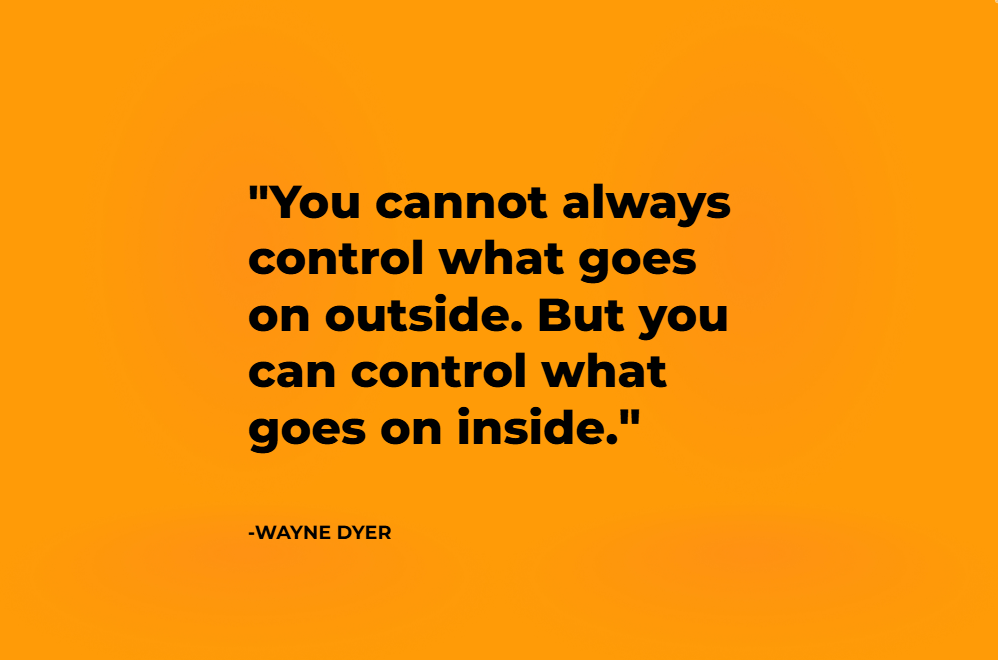 "You cannot always
control what goes
on outside. But you
can control what
goes on inside."
-WAYNE DYER